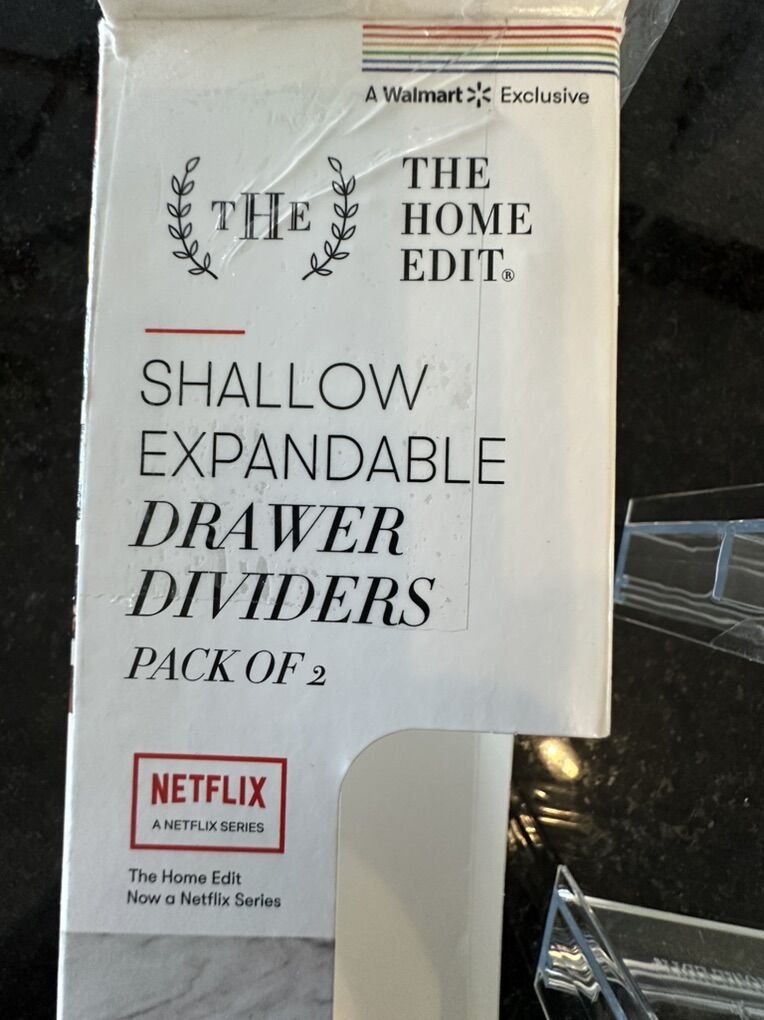 A Walmart Exclusive
THE
THE
HOME
EDIT®
SHALLOW
EXPANDABLE
DRAWER
DIVIDERS
PACK OF 2
NETFLIX
A NETFLIX SERIES
The Home Edit
Now a Netflix Series